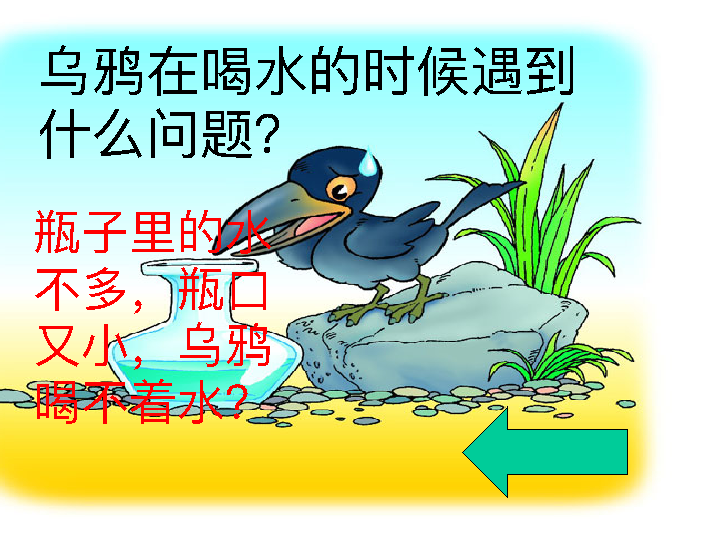 乌鸦在喝水的时候遇到
什么问题？
瓶子里的水
不多，瓶口
又小，乌鸦
喝不着水？